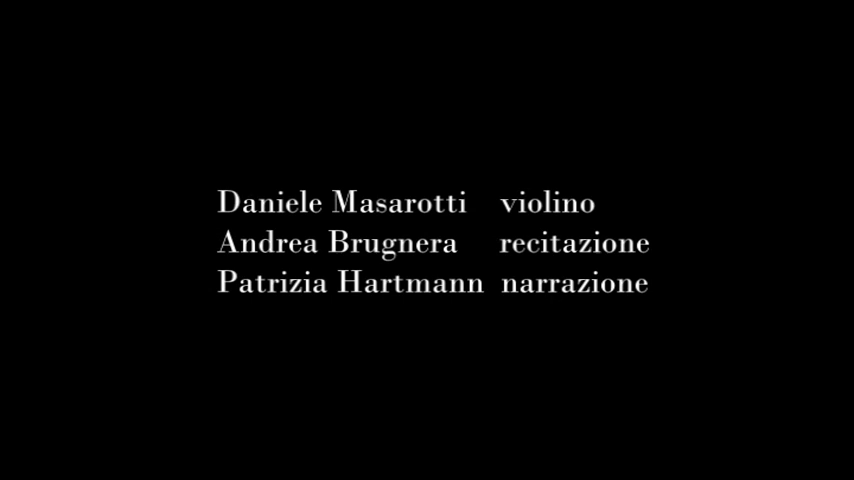 Daniele Masarotti violino
Andrea Brugnera recitazione
Patrizia Hartmann narrazione